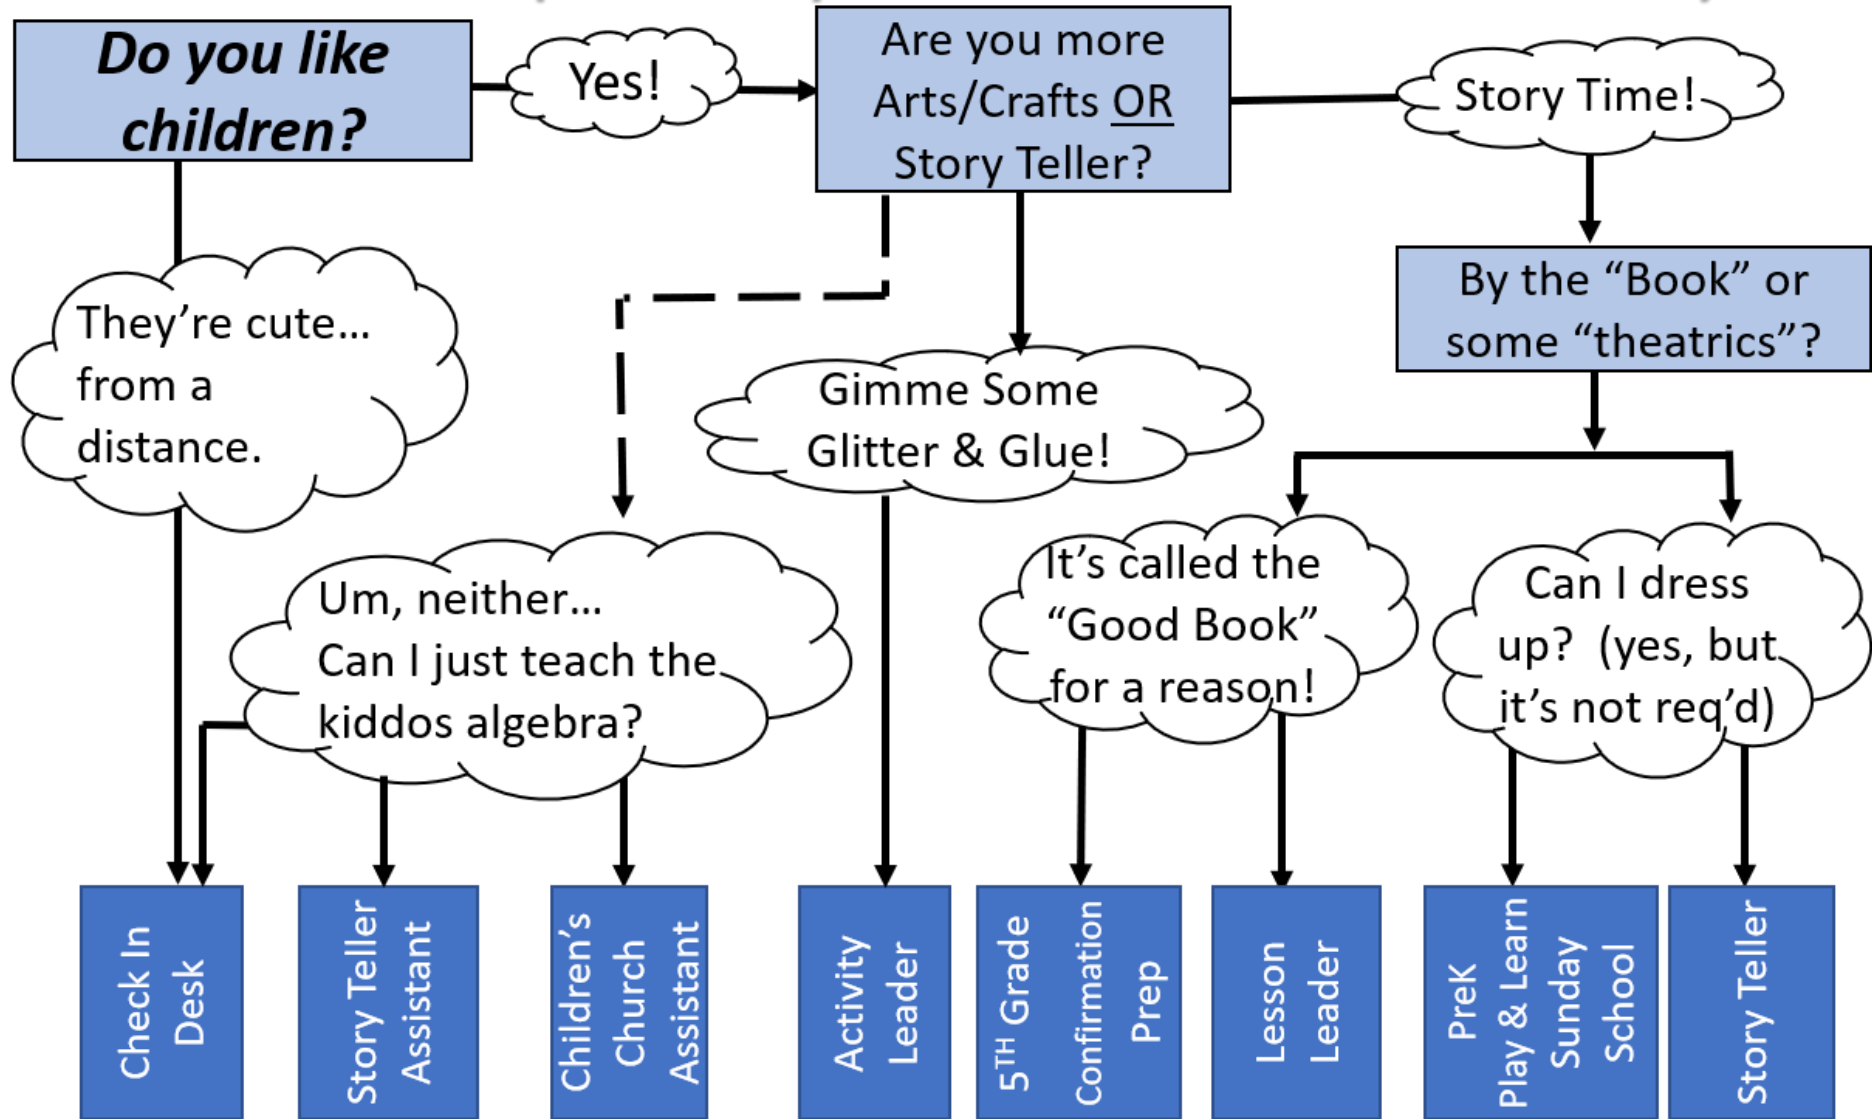 Do you like
children?
Yes!
Are you more
Arts/Crafts OR
Story Teller?
Story Time!
They’re cute...
from a
distance.
By the “Book” or
some “theatrics”?
Gimme Some
Glitter & Glue!
Um, neither...
Can I just teach the
kiddos algebra?
It’s called the
“Good Book”
for a reason!
Can I dress
up?  (yes, but
it’s not req’d)
Check In
Desk
Story Teller
Assistant
Children’s
Church
Assistant
Activity
Leader
5TH Grade
Confirmation
Prep
Lesson
Leader
PreK
Play & Learn
Sunday
School
Story Teller